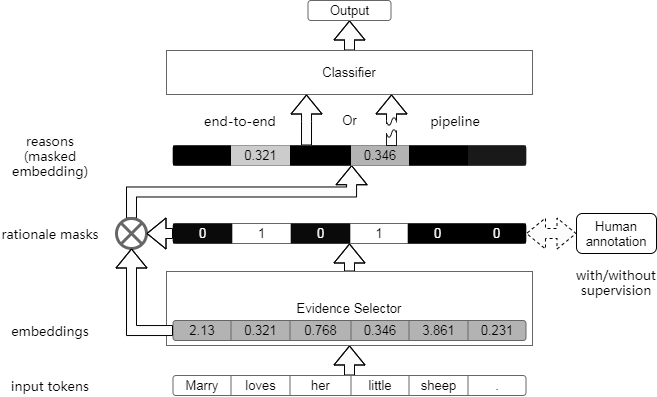 Output
Classifier
end-to-end Or pipeline
reasons
(masked
embedding)
0.321 0.346
rationale masks 0 1 0 1 0 0
Human
annotation
with/without
supervision
Evidence Selector
embeddings 2.13 0.321 0.768 0.346 3.861 0.231
input tokens Marry loves her little sheep .